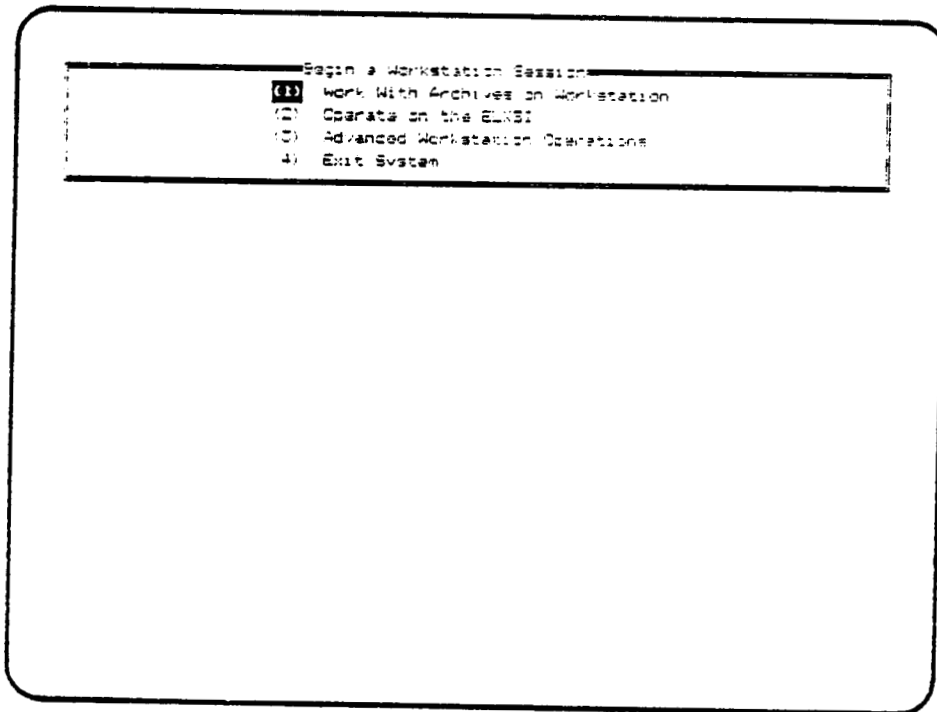 Begin a Workstation Session
(1) Work With Archives on Workstation
(2) Operate on the ELXSI
(3) Advanced Workstation Operations
4) Exit System